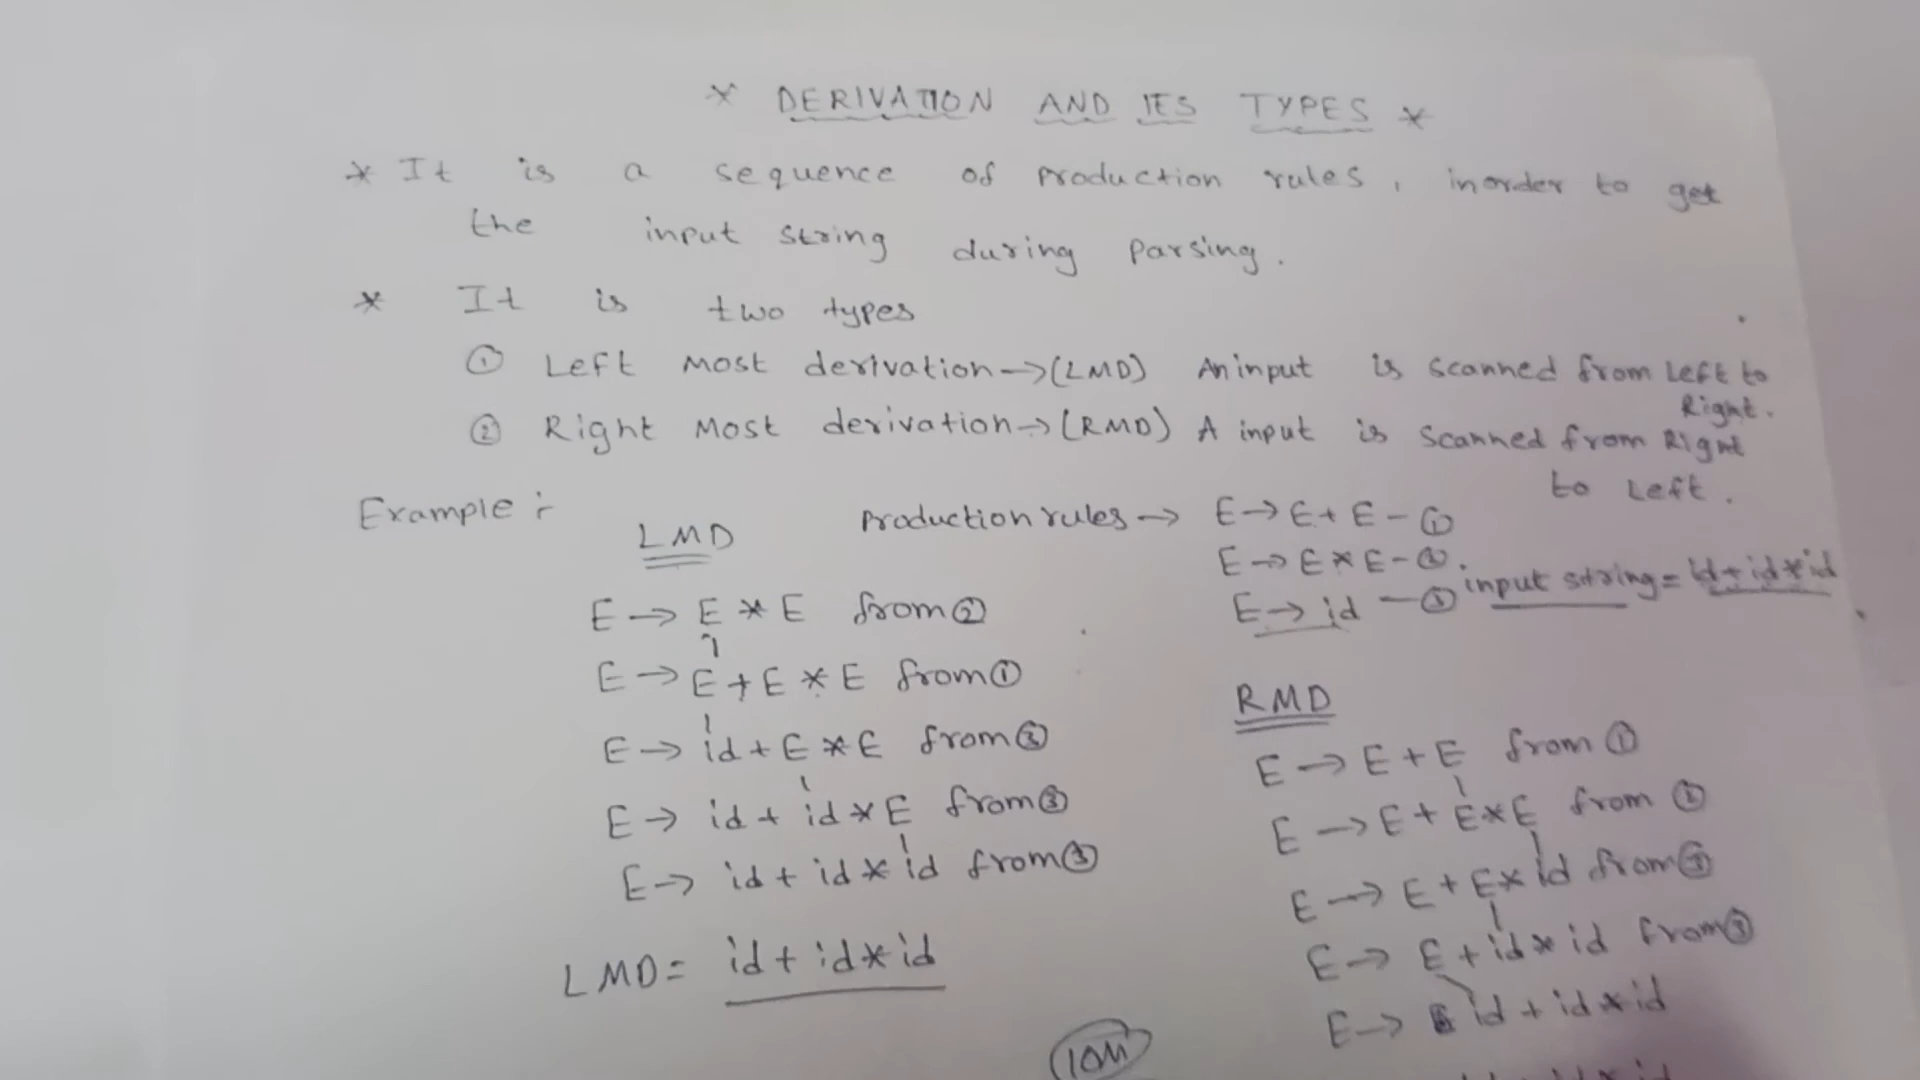 * DERIVATION AND ITS TYPES *
* It is a sequence of production rules, inorder to get
the input string during parsing.
* It is two types
① Left most derivation→(LMD) An input is scanned from Left to
Right.
② Right most derivation→(RMD) A input is scanned from Right
to Left.
Example :-
Production rules → E→E+E-①
E→E*E-②.
E→id-③ input string=id+id*id
LMD
E→E*E from②
E→E+E*E from①
E→id+E*E from③
E→id+id*E from③
E→id+id*id from③
LMD= id+id*id
RMD
E→E+E from①
E→E+E*E from②
E→E+E*id from③
E→E+id*id from③
E→id+id*id
10M